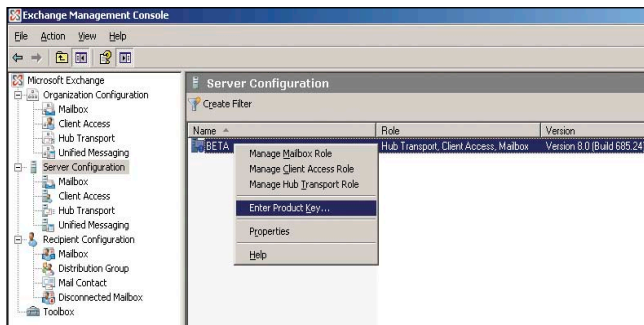 Exchange Management Console
File Action View Help
Microsoft Exchange
Organization Configuration
Mailbox
Client Access
Hub Transport
Unified Messaging
Server Configuration
Mailbox
Client Access
Hub Transport
Unified Messaging
Recipient Configuration
Mailbox
Distribution Group
Mail Contact
Disconnected Mailbox
Toolbox
Server Configuration
Create Filter
Name Role Version
BETA Hub Transport, Client Access, Mailbox Version 8.0 (Build 685.24)
Manage Mailbox Role
Manage Client Access Role
Manage Hub Transport Role
Enter Product Key...
Properties
Help